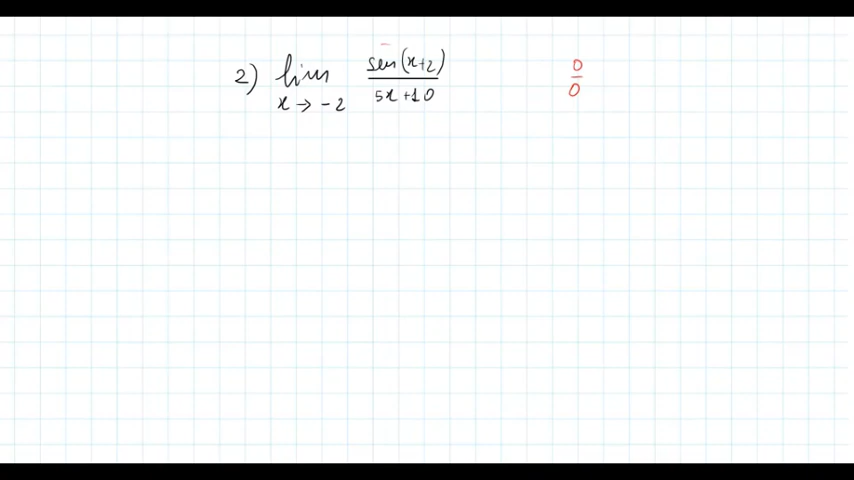 2) lim sen(x+2) / 5x+10 0/0
x → -2